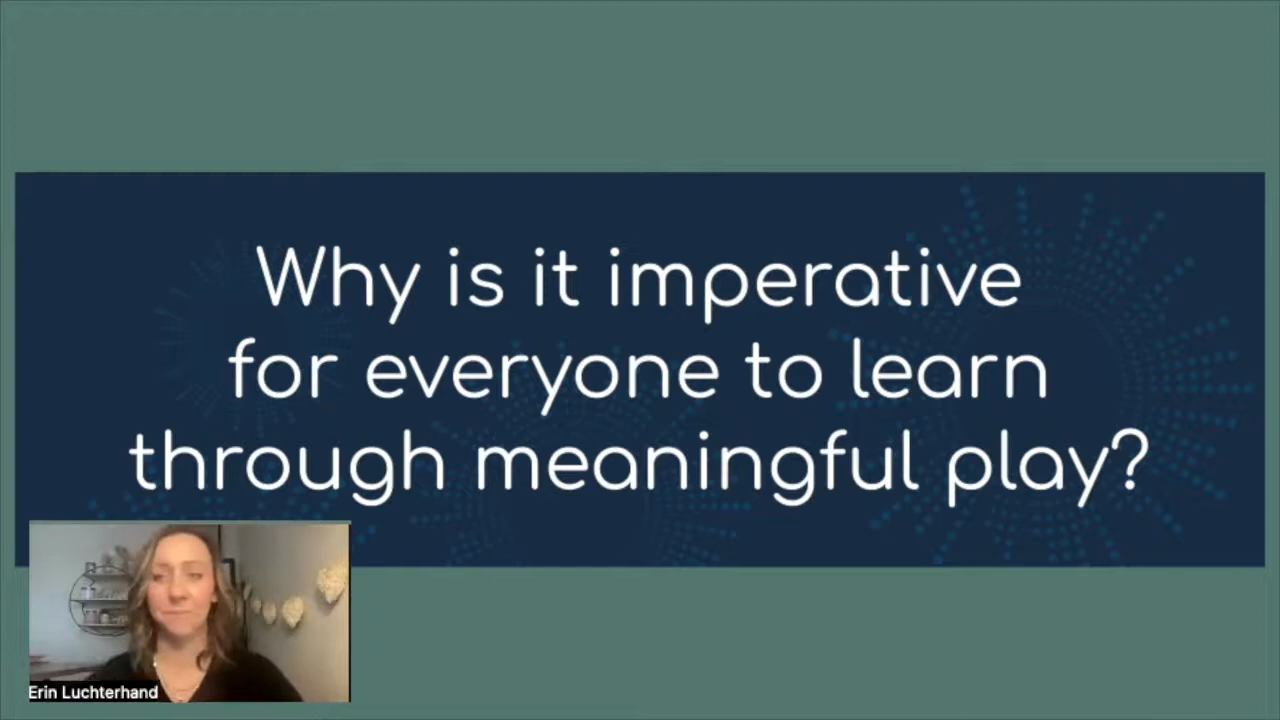 Why is it imperative
for everyone to learn
through meaningful play?
Erin Luchterhand